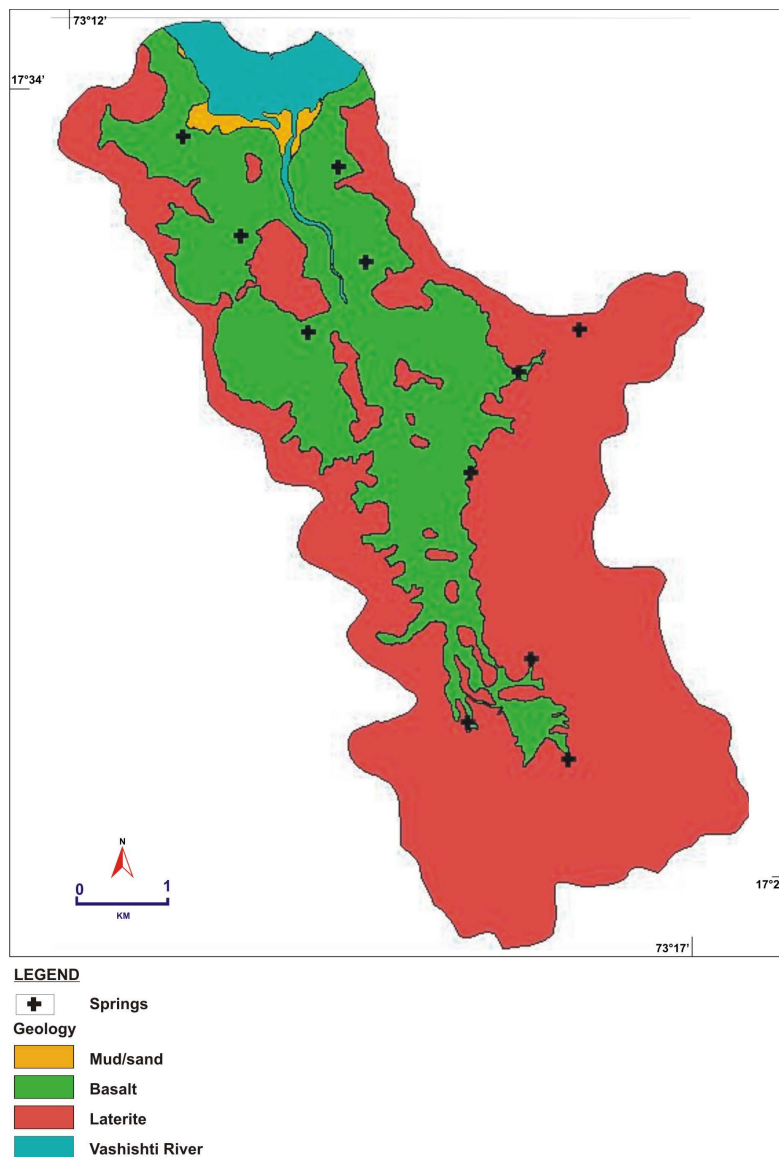 73°12'
17°34'
N
0 1
KM
17°2
73°17'
LEGEND
Springs
Geology
Mud/sand
Basalt
Laterite
Vashishti River